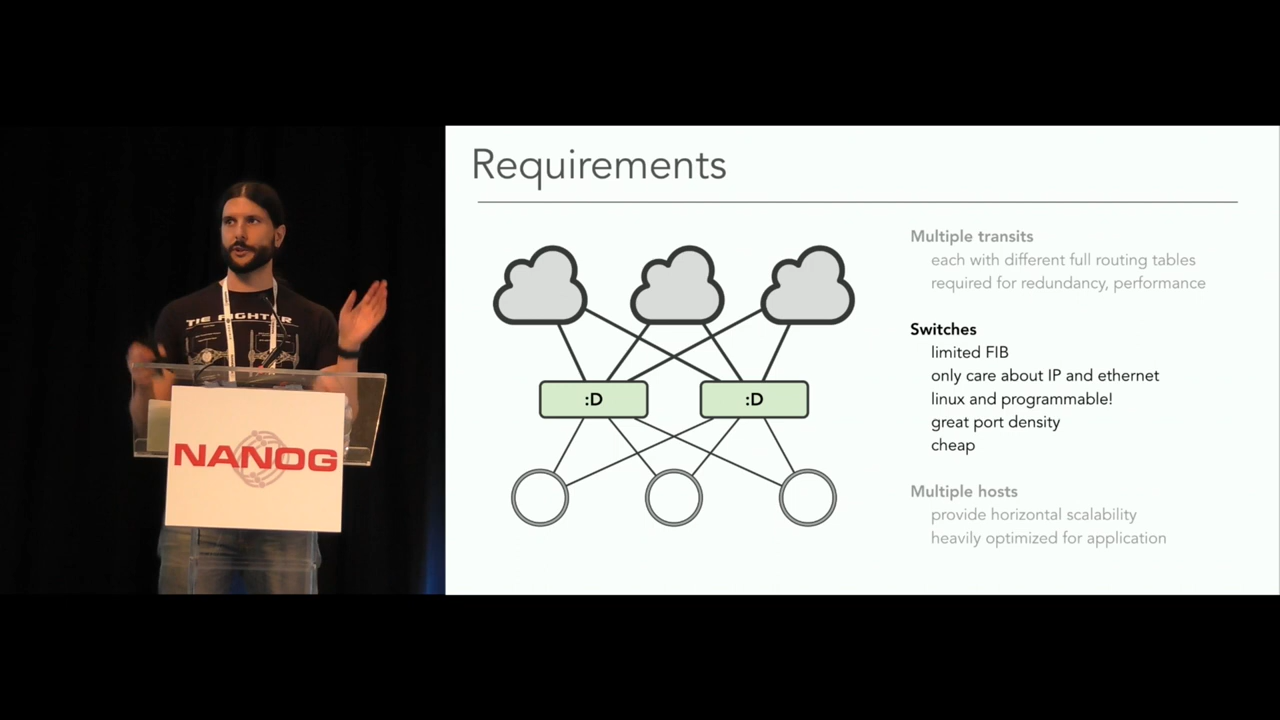 TIE FIGHTER
NANOG
Requirements
:D
:D
Multiple transits
each with different full routing tables
required for redundancy, performance
Switches
limited FIB
only care about IP and ethernet
linux and programmable!
great port density
cheap
Multiple hosts
provide horizontal scalability
heavily optimized for application